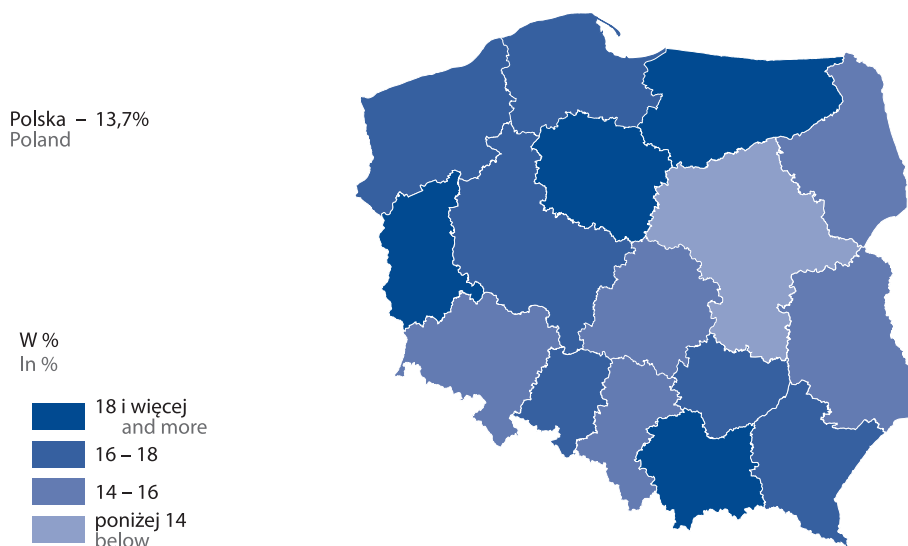 Polska – 13,7%
Poland
W %
In %
18 i więcej
and more
16 – 18
14 – 16
poniżej 14
below